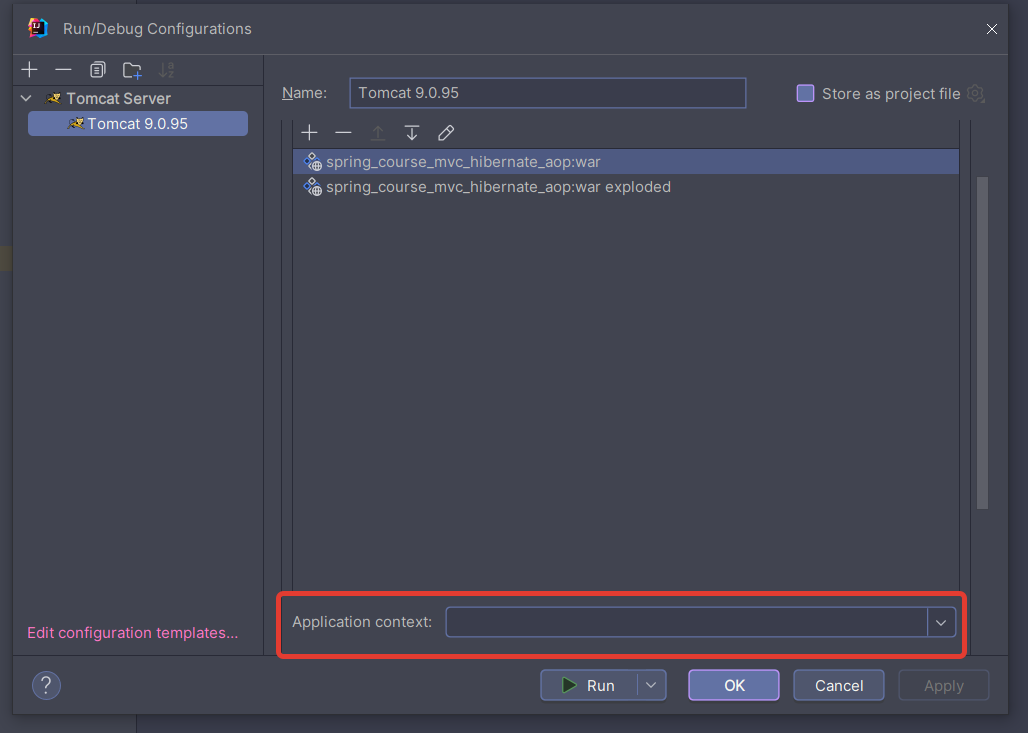 Run/Debug Configurations
Name: Tomcat 9.0.95
Store as project file
Tomcat Server
Tomcat 9.0.95
spring_course_mvc_hibernate_aop:war
spring_course_mvc_hibernate_aop:war exploded
Application context:
Edit configuration templates...
? Run OK Cancel Apply